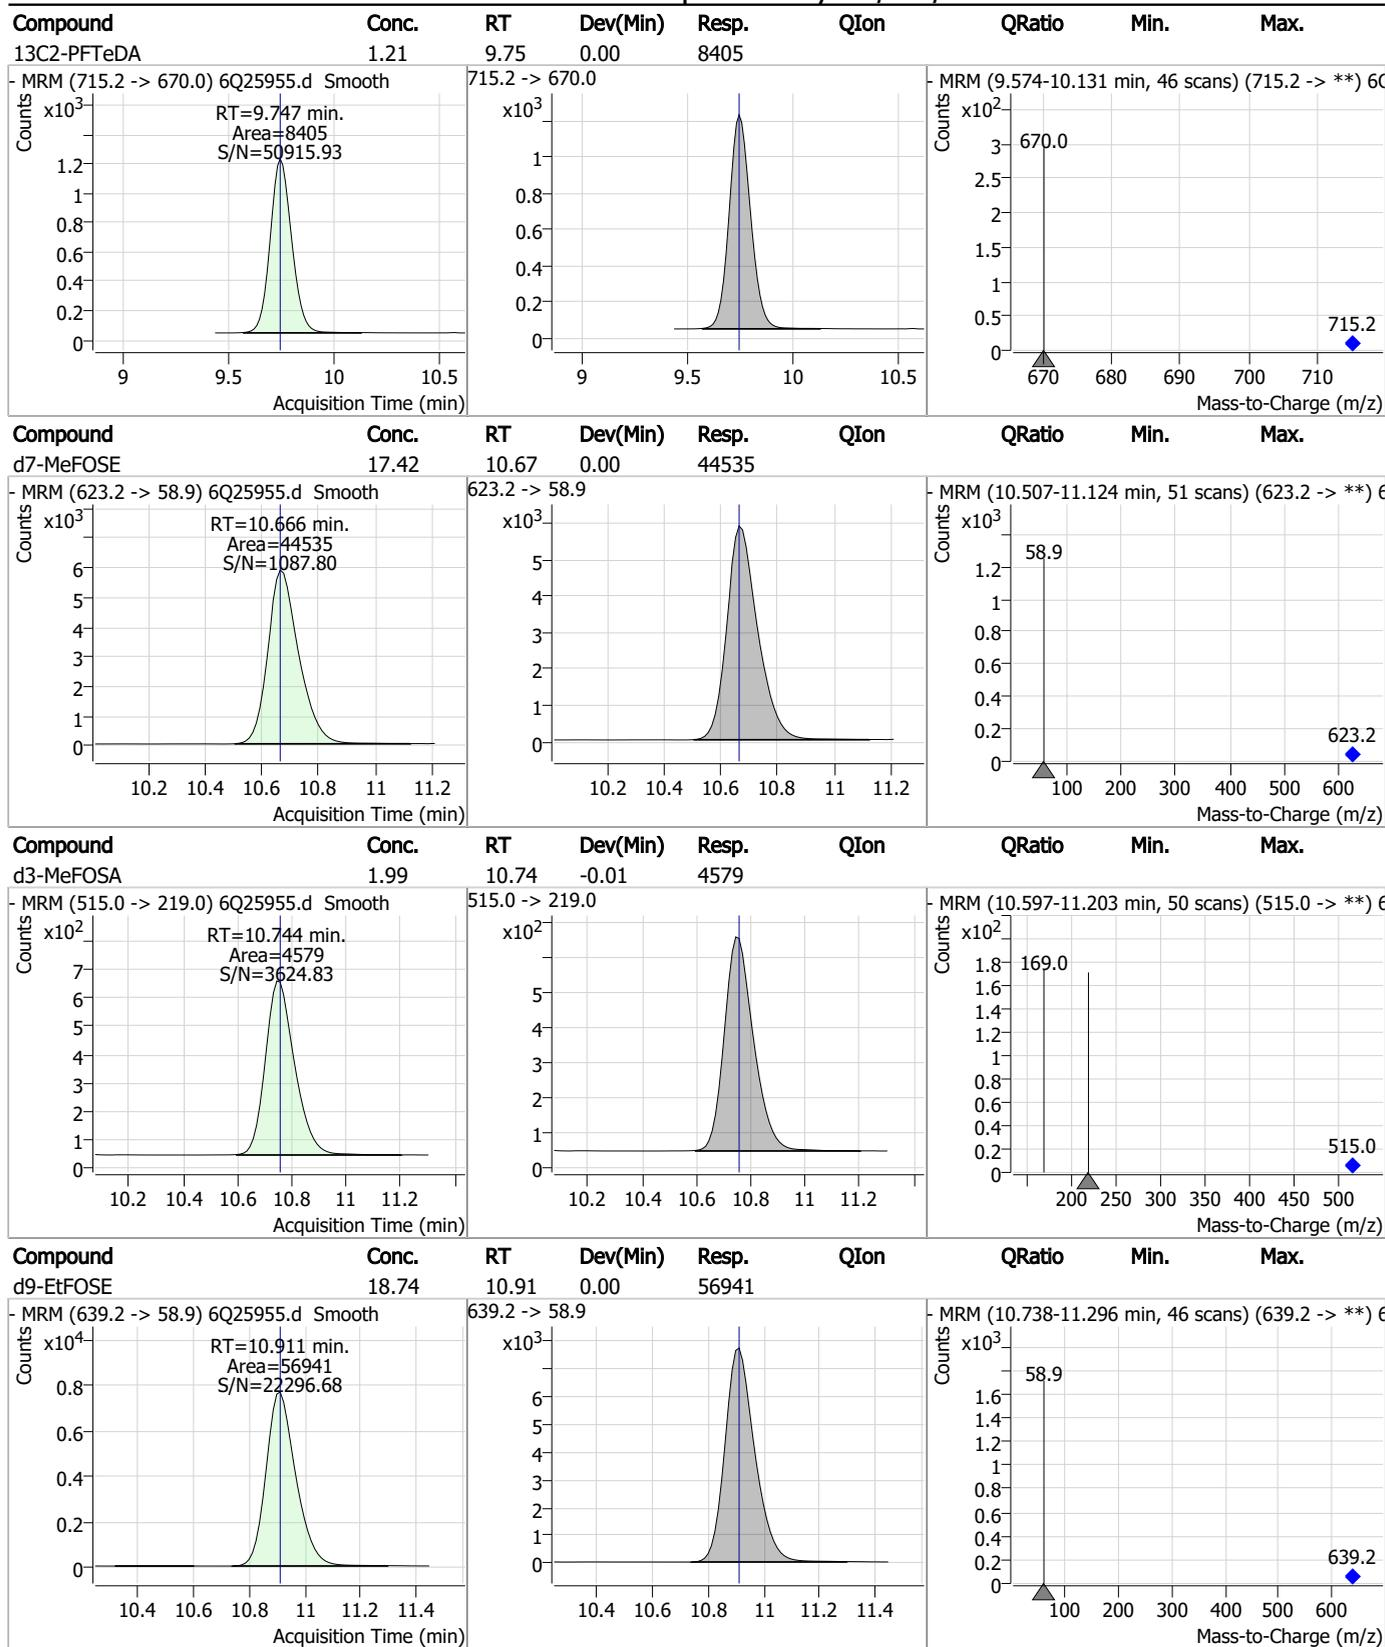 Compound Conc. RT Dev(Min) Resp. QIon QRatio Min. Max.
13C2-PFTeDA 1.21 9.75 0.00 8405
- MRM (715.2 -> 670.0) 6Q25955.d Smooth
Counts
x10³
RT=9.747 min.
Area=8405
S/N=50915.93
1.2
1
0.8
0.6
0.4
0.2
0
9 9.5 10 10.5
Acquisition Time (min)
715.2 -> 670.0
x10³
1
0.8
0.6
0.4
0.2
0
9 9.5 10 10.5
- MRM (9.574-10.131 min, 46 scans) (715.2 -> **)
Counts
x10²
670.0
3
2.5
2
1.5
1
0.5
0
715.2
670 680 690 700 710
Mass-to-Charge (m/z)
Compound Conc. RT Dev(Min) Resp. QIon QRatio Min. Max.
d7-MeFOSE 17.42 10.67 0.00 44535
- MRM (623.2 -> 58.9) 6Q25955.d Smooth
Counts
x10³
RT=10.666 min.
Area=44535
S/N=1087.80
6
5
4
3
2
1
0
10.2 10.4 10.6 10.8 11 11.2
Acquisition Time (min)
623.2 -> 58.9
x10³
5
4
3
2
1
0
10.2 10.4 10.6 10.8 11 11.2
- MRM (10.507-11.124 min, 51 scans) (623.2 -> **)
Counts
x10³
58.9
1.2
1
0.8
0.6
0.4
0.2
0
623.2
100 200 300 400 500 600
Mass-to-Charge (m/z)
Compound Conc. RT Dev(Min) Resp. QIon QRatio Min. Max.
d3-MeFOSA 1.99 10.74 -0.01 4579
- MRM (515.0 -> 219.0) 6Q25955.d Smooth
Counts
x10²
RT=10.744 min.
Area=4579
S/N=3624.83
7
6
5
4
3
2
1
0
10.2 10.4 10.6 10.8 11 11.2
Acquisition Time (min)
515.0 -> 219.0
x10²
5
4
3
2
1
0
10.2 10.4 10.6 10.8 11 11.2
- MRM (10.597-11.203 min, 50 scans) (515.0 -> **)
Counts
x10²
169.0
1.8
1.6
1.4
1.2
1
0.8
0.6
0.4
0.2
0
515.0
200 250 300 350 400 450 500
Mass-to-Charge (m/z)
Compound Conc. RT Dev(Min) Resp. QIon QRatio Min. Max.
d9-EtFOSE 18.74 10.91 0.00 56941
- MRM (639.2 -> 58.9) 6Q25955.d Smooth
Counts
x10⁴
RT=10.911 min.
Area=56941
S/N=22296.68
0.8
0.6
0.4
0.2
0
10.4 10.6 10.8 11 11.2 11.4
Acquisition Time (min)
639.2 -> 58.9
x10³
6
5
4
3
2
1
0
10.4 10.6 10.8 11 11.2 11.4
- MRM (10.738-11.296 min, 46 scans) (639.2 -> **)
Counts
x10³
58.9
1.6
1.4
1.2
1
0.8
0.6
0.4
0.2
0
639.2
100 200 300 400 500 600
Mass-to-Charge (m/z)